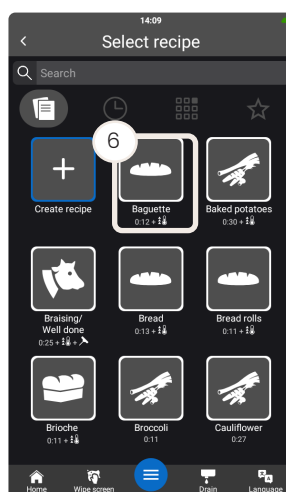 14:09
Select recipe
Search
6
Create recipe
Baguette
0:12 +
Baked potatoes
0:30 +
Braising/
Well done
0:25 + +
Bread
0:13 +
Bread rolls
0:11 +
Brioche
0:11 +
Broccoli
0:11
Cauliflower
0:27
Home
Wipe screen
Drain
Language